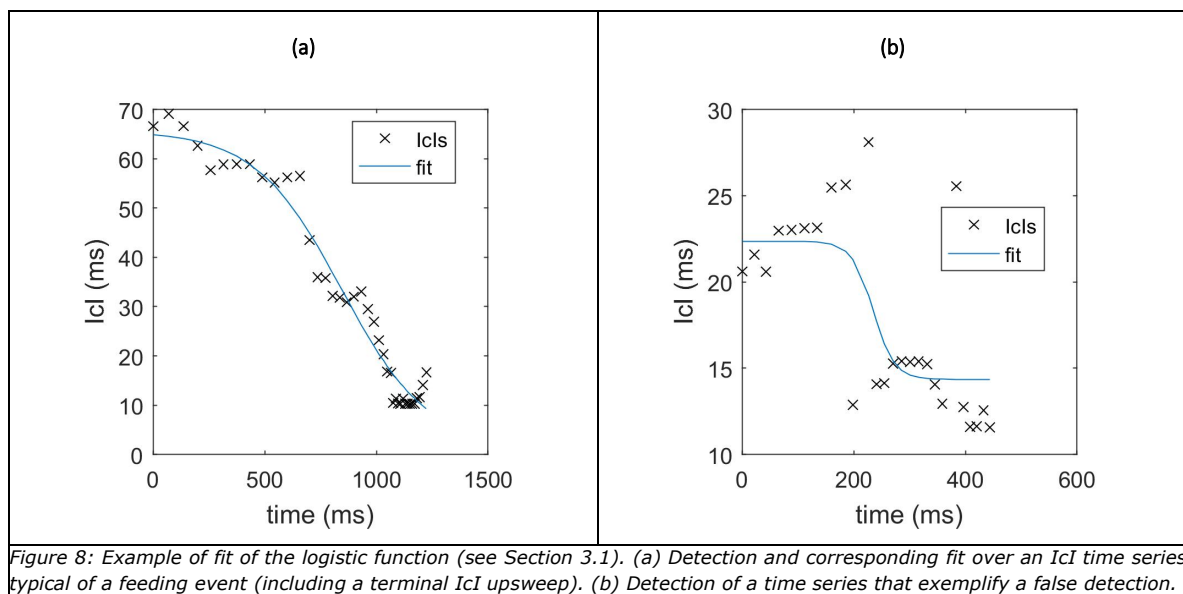 (a)
70
60
50
40
30
20
10
0
IcI (ms)
0 500 1000 1500
time (ms)
IcIs
fit
(b)
30
25
20
15
10
IcI (ms)
0 200 400 600
time (ms)
IcIs
fit
Figure 8: Example of fit of the logistic function (see Section 3.1). (a) Detection and corresponding fit over an IcI time series
typical of a feeding event (including a terminal IcI upsweep). (b) Detection of a time series that exemplify a false detection.